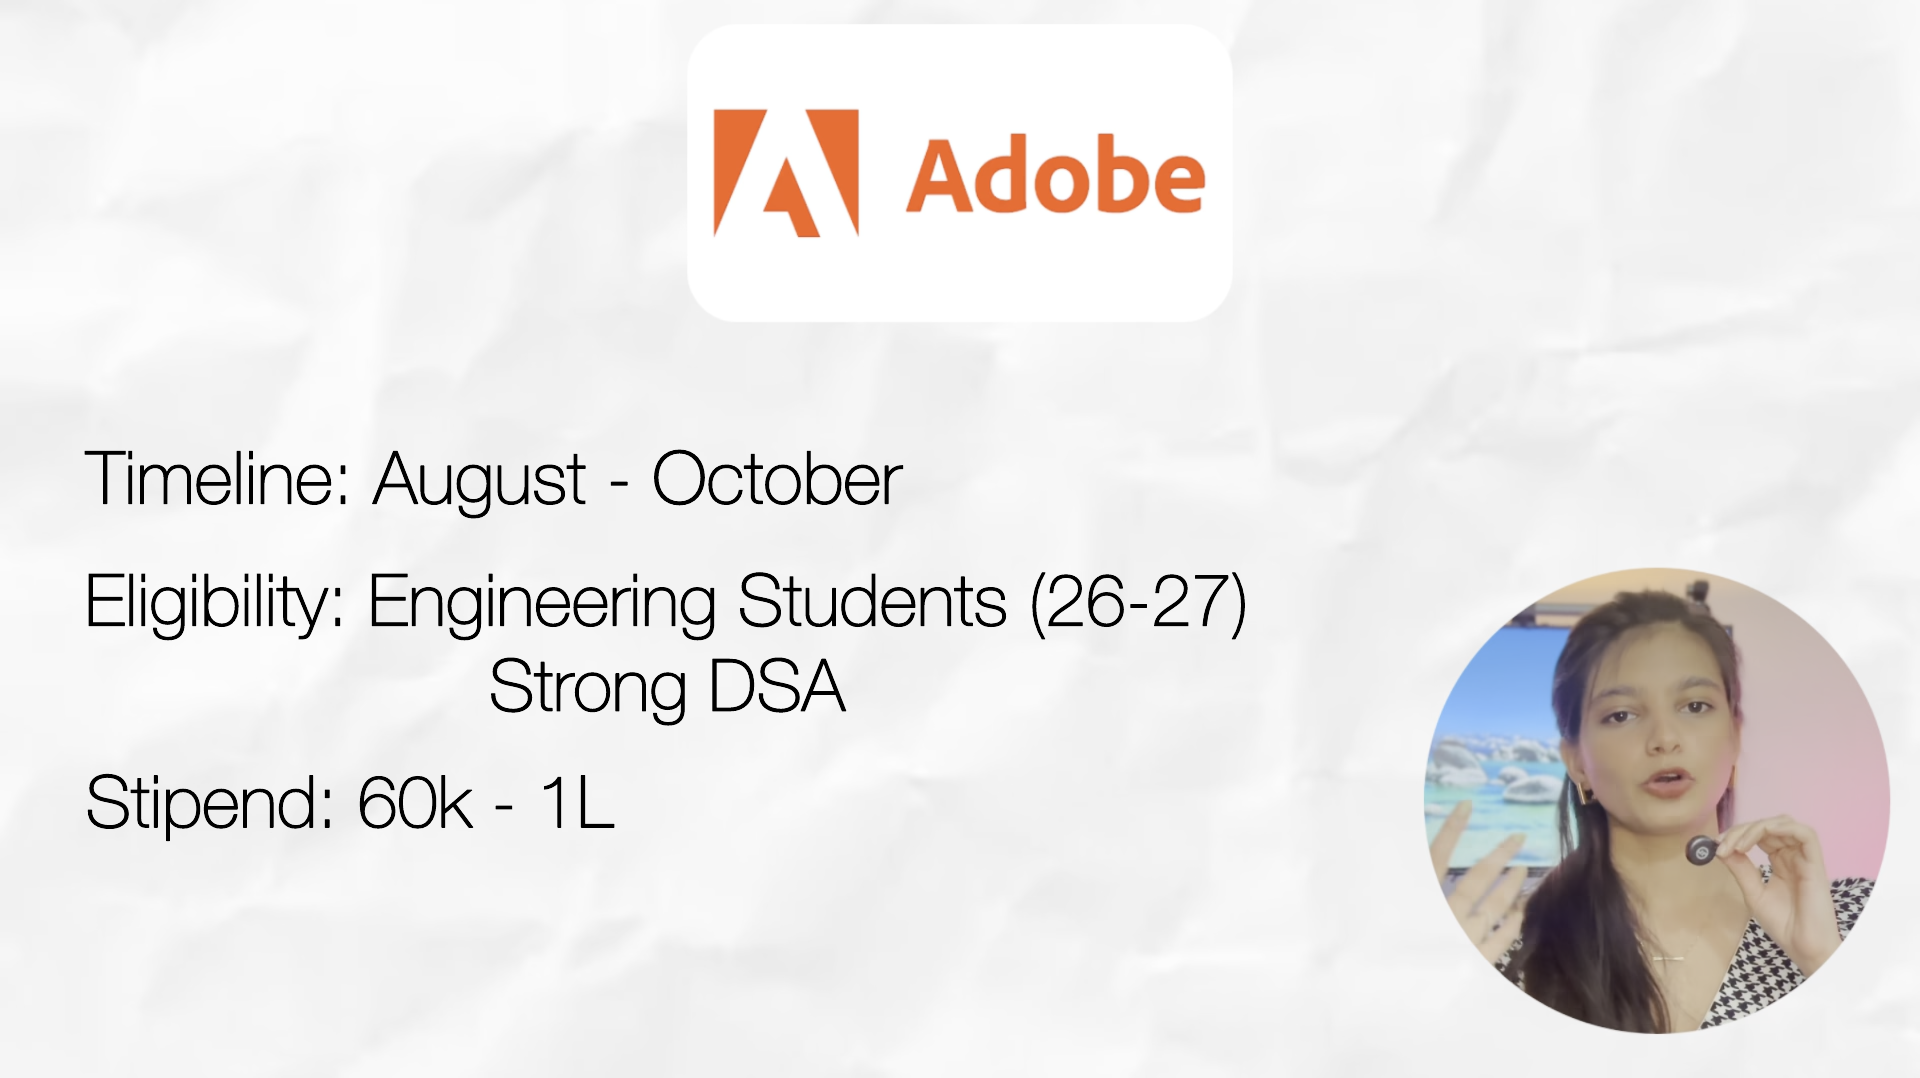 Adobe
Timeline: August - October
Eligibility: Engineering Students (26-27)
Strong DSA
Stipend: 60k - 1L